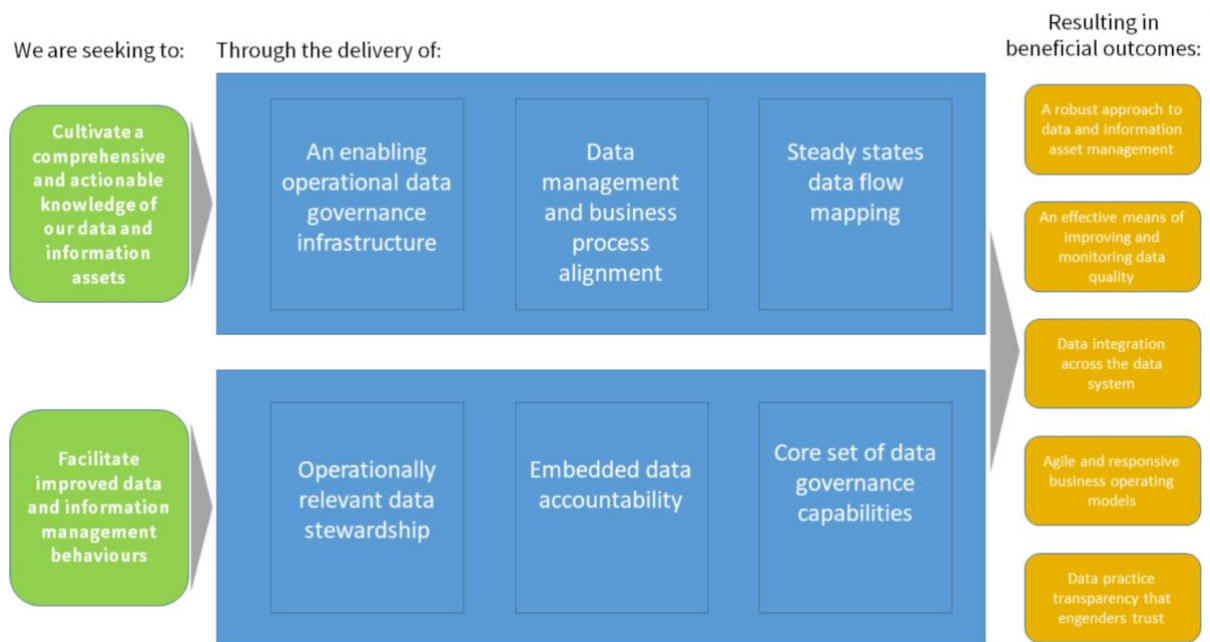 We are seeking to:
Through the delivery of:
Resulting in
beneficial outcomes:
Cultivate a
comprehensive
and actionable
knowledge of
our data and
information
assets
An enabling
operational data
governance
infrastructure
Data
management
and business
process
alignment
Steady states
data flow
mapping
Facilitate
improved data
and information
management
behaviours
Operationally
relevant data
stewardship
Embedded data
accountability
Core set of data
governance
capabilities
A robust approach to
data and information
asset management
An effective means of
improving and
monitoring data
quality
Data integration
across the data
system
Agile and responsive
business operating
models
Data practice
transparency that
engenders trust